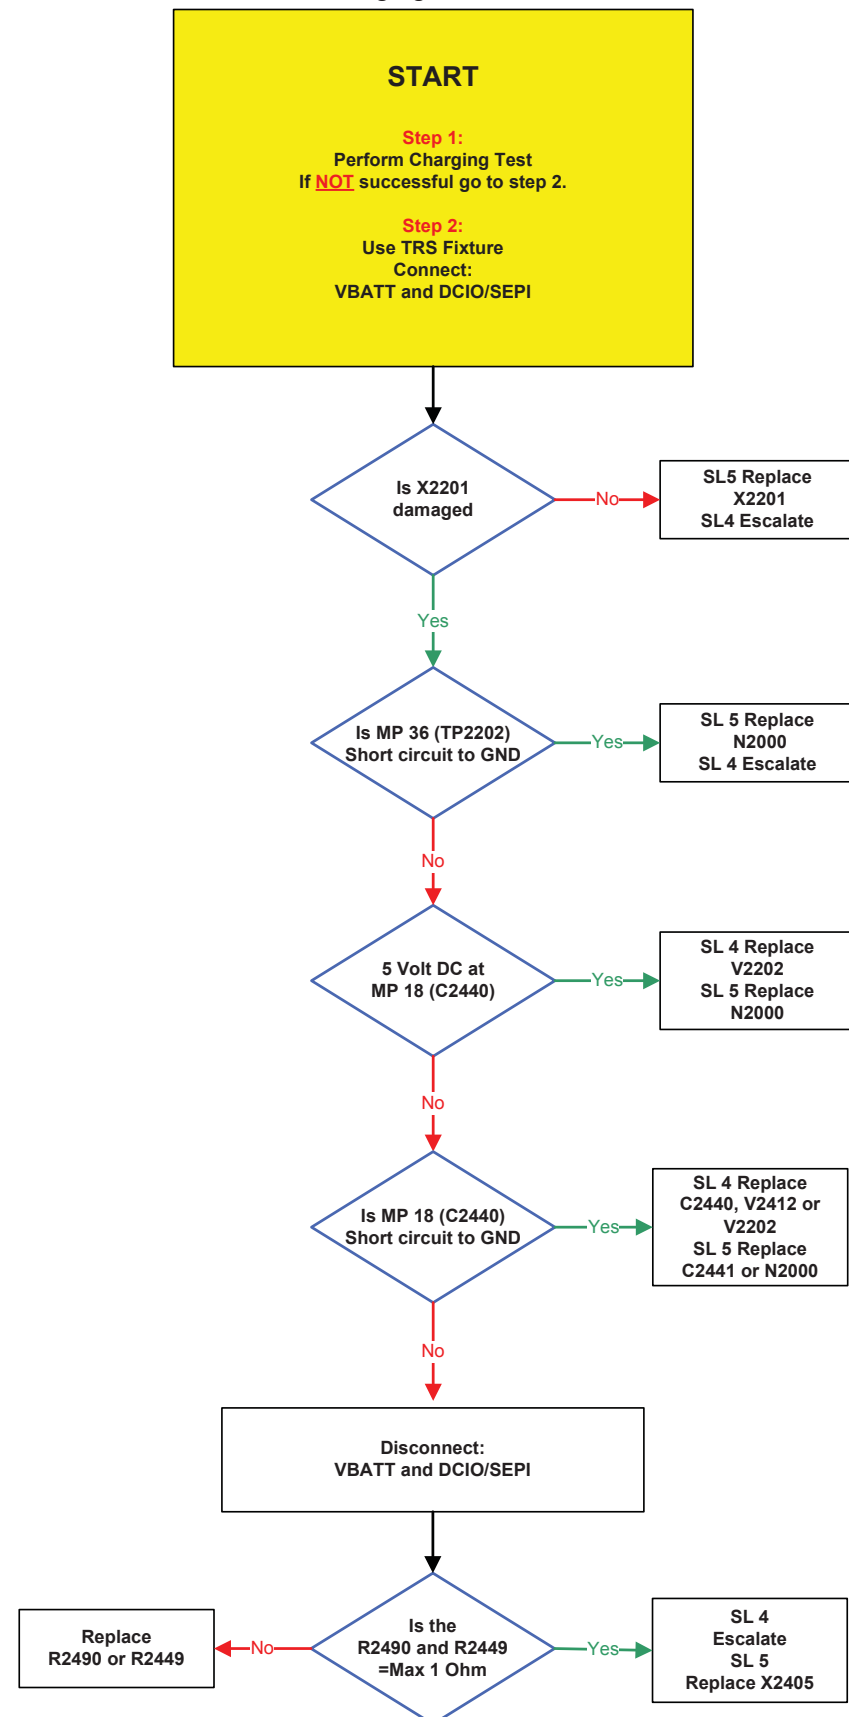 START
Step 1:
Perform Charging Test
If NOT successful go to step 2.
Step 2:
Use TRS Fixture
Connect:
VBATT and DCIO/SEPI
Is X2201
damaged
No
SL5 Replace
X2201
SL4 Escalate
Yes
Is MP 36 (TP2202)
Short circuit to GND
Yes
SL 5 Replace
N2000
SL 4 Escalate
No
5 Volt DC at
MP 18 (C2440)
Yes
SL 4 Replace
V2202
SL 5 Replace
N2000
No
Is MP 18 (C2440)
Short circuit to GND
Yes
SL 4 Replace
C2440, V2412 or
V2202
SL 5 Replace
C2441 or N2000
No
Disconnect:
VBATT and DCIO/SEPI
Is the
R2490 and R2449
=Max 1 Ohm
No
Replace
R2490 or R2449
Yes
SL 4
Escalate
SL 5
Replace X2405